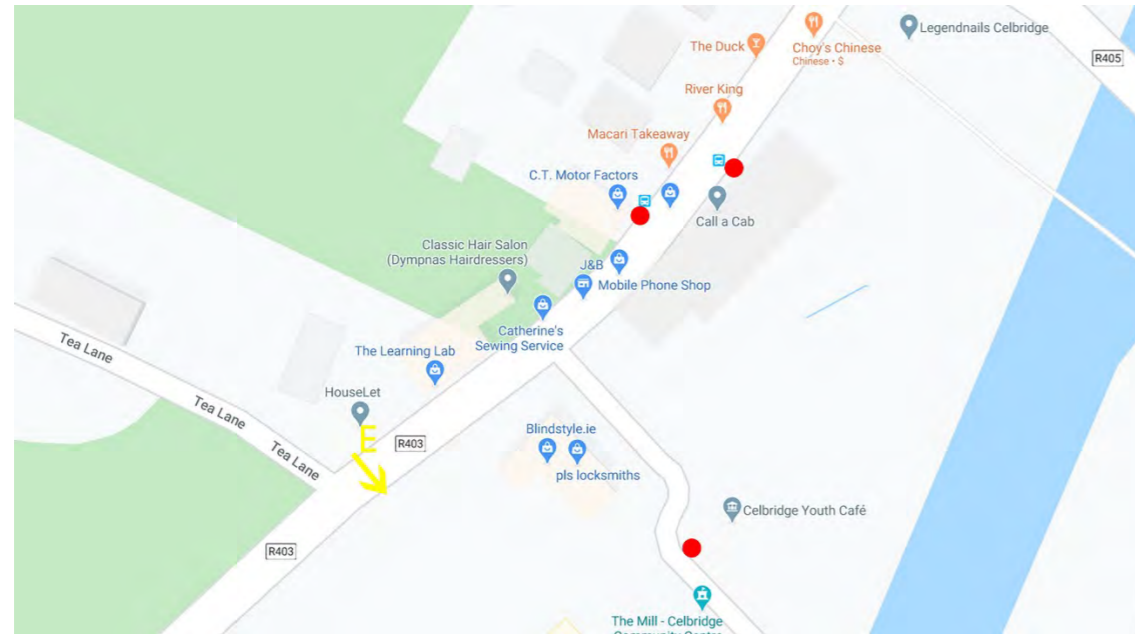 Legendnails Celbridge
The Duck
Choy's Chinese
Chinese • $
R405
River King
Macari Takeaway
C.T. Motor Factors
Call a Cab
Classic Hair Salon
(Dympnas Hairdressers)
J&B
Mobile Phone Shop
Catherine's
Sewing Service
Tea Lane
The Learning Lab
HouseLet
Tea Lane
E
R403
Tea Lane
Blindstyle.ie
pls locksmiths
Celbridge Youth Café
R403
The Mill - Celbridge
Community Centre